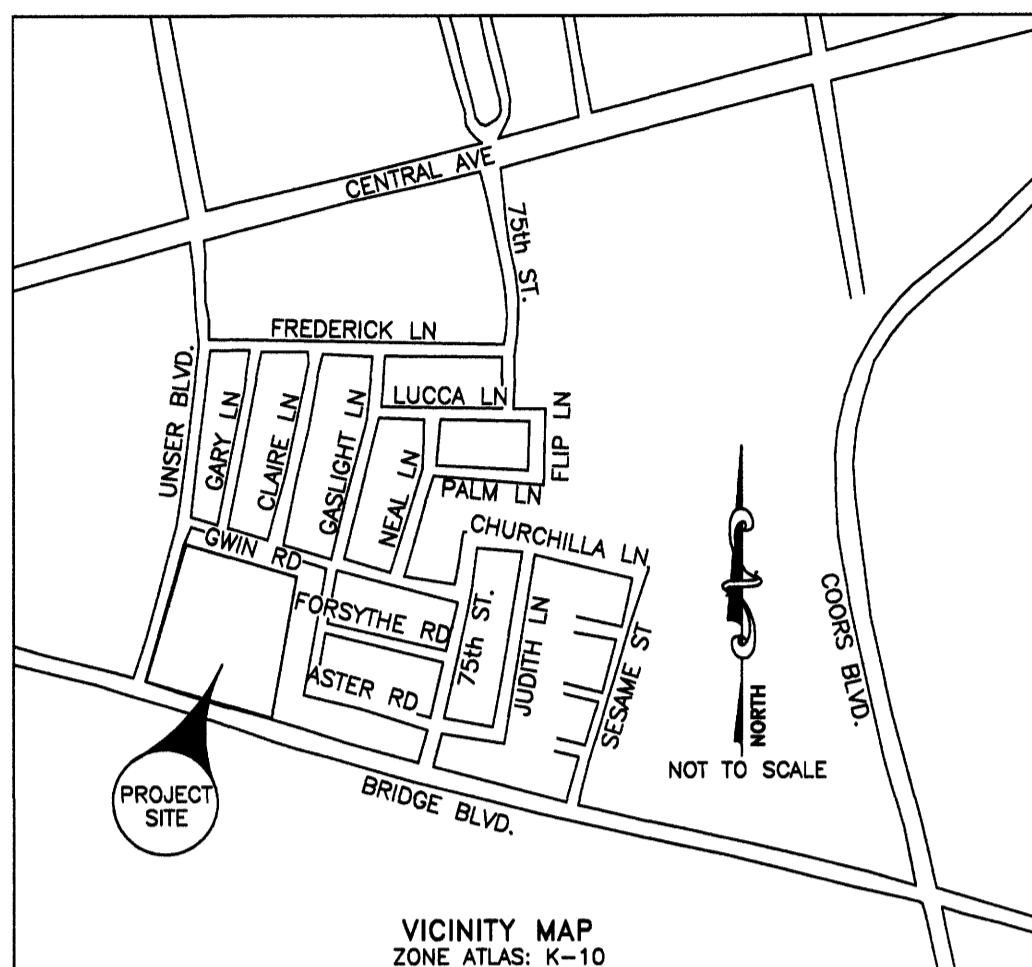 CENTRAL AVE
75th ST.
FREDERICK LN
UNSER BLVD.
GARY LN
CLAIRE LN
GASLIGHT LN
LUCCA LN
FLIP LN
NEAL LN
PALM LN
CHURCHILLA LN
GWIN RD
FORSYTHE RD
75th ST.
JUDITH LN
ASTER RD
SESAME ST
COORS BLVD.
NORTH
NOT TO SCALE
PROJECT
SITE
BRIDGE BLVD.
VICINITY MAP
ZONE ATLAS: K-10